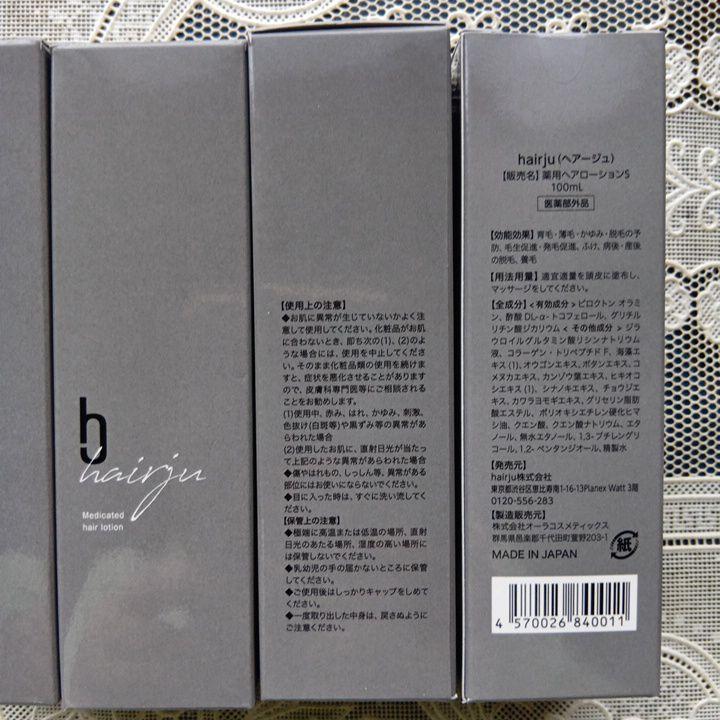 h
hairju
Medicated
hair lotion
【使用上の注意】
◆お肌に異常が生じていないかよく注
意して使用してください。化粧品がお肌
に合わないとき、即ち次の(1)、(2)のよ
うな場合には、使用を中止してくださ
い。そのまま化粧品類の使用を続けま
すと、症状を悪化させることがあります
ので、皮膚科専門医等にご相談される
ことをお勧めします。
(1)使用中、赤み、はれ、かゆみ、刺激、
色抜け(白斑等)や黒ずみ等の異常があ
らわれた場合
(2)使用したお肌に、直射日光が当たっ
て上記のような異常があらわれた場合
◆傷やはれもの、しっしん等、異常がある
部位にはお使いにならないでください。
◆目に入った時は、すぐに洗い流してく
ださい。
【保管上の注意】
◆極端に高温または低温の場所、直射
日光のあたる場所、湿度の高い場所に
は保管しないでください。
◆乳幼児の手の届かないところに保管
してください。
◆ご使用後はしっかりキャップをしめて
ください。
◆一度取り出した中身は、戻さぬように
ご注意ください。
hairju(ヘアージュ)
【販売名】薬用ヘアローションS
100mL
医薬部外品
【効能効果】育毛・薄毛・かゆみ・脱毛の予
防、毛生促進・発毛促進、ふけ、病後・産後
の脱毛、養毛
【用法用量】適宜適量を頭皮に塗布し、
マッサージをしてください。
【全成分】<有効成分>ピロクトン オラミ
ン、酢酸 DL-α-トコフェロール、グリチル
リチン酸ジカリウム<その他の成分>ジラ
ウロイルグルタミン酸リシンナトリウム
液、コラーゲン・トリペプチド F、海藻エ
キス(1)、オウゴンエキス、ボタンエキス、コ
メヌカエキス、カンゾウ葉エキス、ヒキオコ
シエキス(1)、シナノキエキス、チョウジエ
キス、カワラヨモギエキス、グリセリン脂肪
酸エステル、ポリオキシエチレン硬化ヒマ
シ油、クエン酸、クエン酸ナトリウム、エタ
ノール、無水エタノール、1,3-ブチレングリ
コール、1,2-ペンタンジオール、精製水
【発売元】
hairju株式会社
東京都渋谷区恵比寿南1-16-13Planex Watt 3階
0120-556-283
【製造販売元】
株式会社オーラコスメティックス
群馬県邑楽郡千代田町萱野203-1
MADE IN JAPAN
紙
4 570026 840011